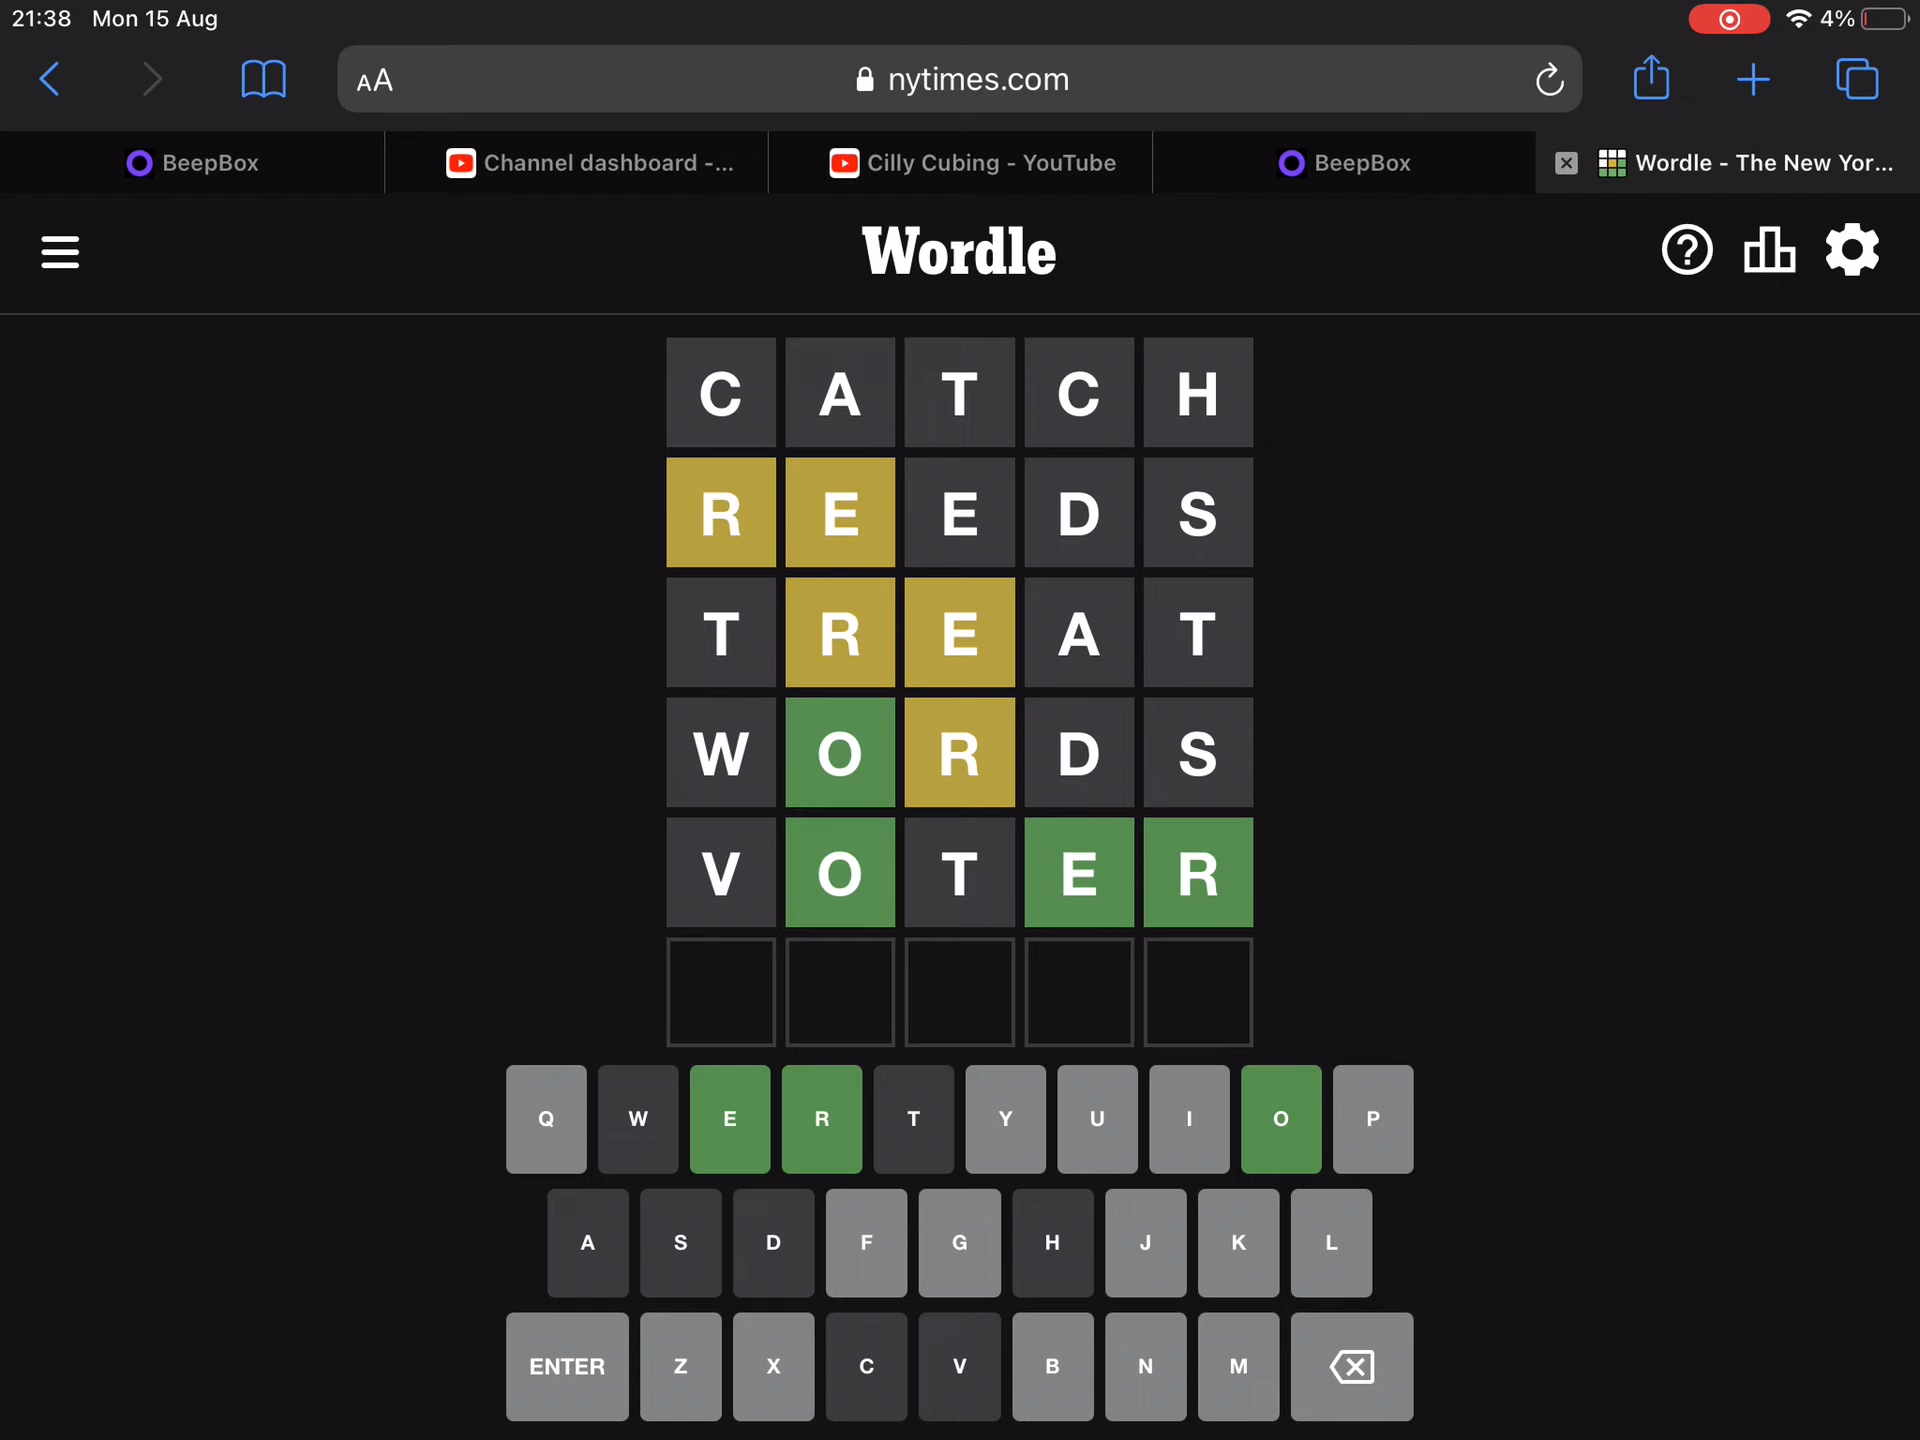 21:38 Mon 15 Aug 4%
AA nytimes.com
BeepBox Channel dashboard -... Cilly Cubing - YouTube BeepBox Wordle - The New Yor...
Wordle
C A T C H
R E E D S
T R E A T
W O R D S
V O T E R
Q W E R T Y U I O P
A S D F G H J K L
ENTER Z X C V B N M